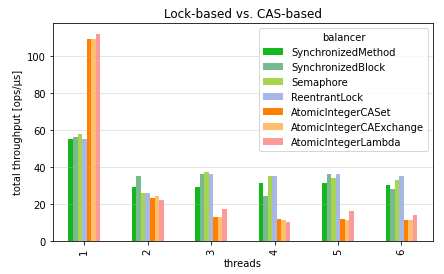 Lock-based vs. CAS-based
total throughput [ops/µs]
100
80
60
40
20
0
balancer
SynchronizedMethod
SynchronizedBlock
Semaphore
ReentrantLock
AtomicIntegerCASet
AtomicIntegerCAExchange
AtomicIntegerLambda
1 2 3 4 5 6
threads